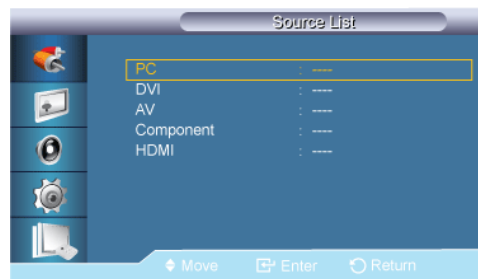 Source List
PC : ----
DVI : ----
AV : ----
Component : ----
HDMI : ----
Move Enter Return